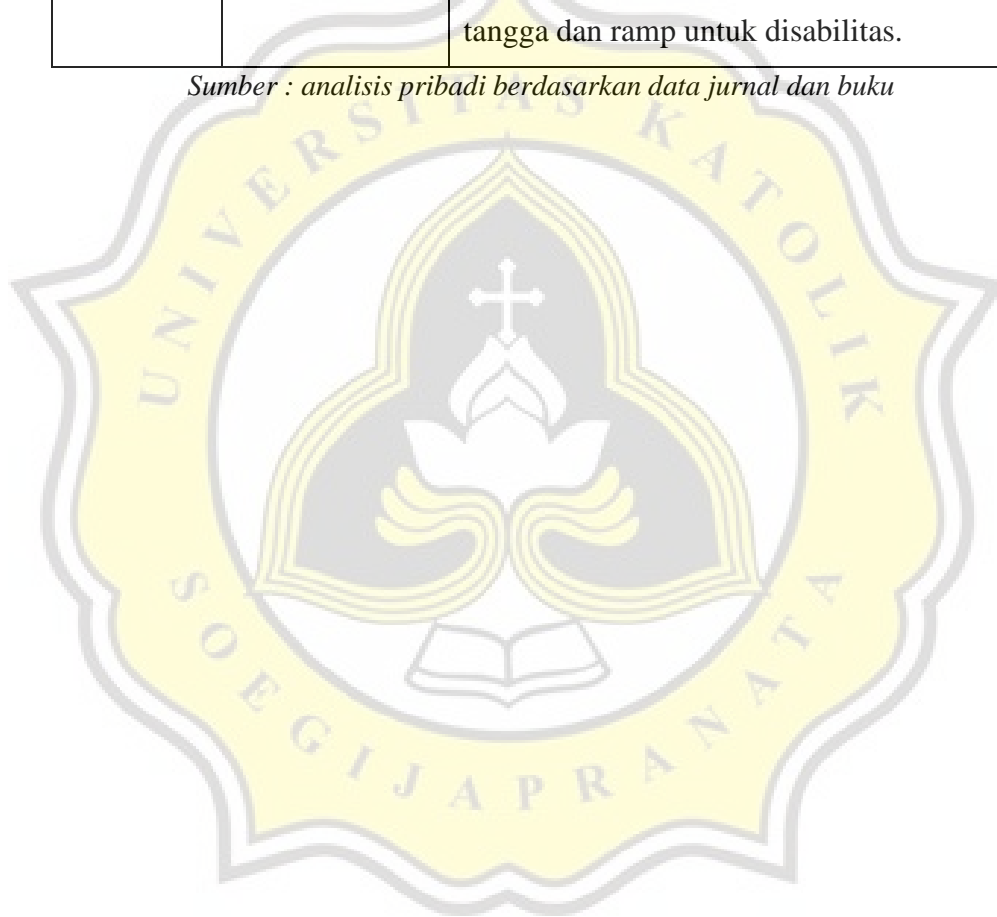 tangga dan ramp untuk disabilitas.
Sumber : analisis pribadi berdasarkan data jurnal dan buku
UNIVERSITAS KATOLIK
SOEGIJAPRANATA